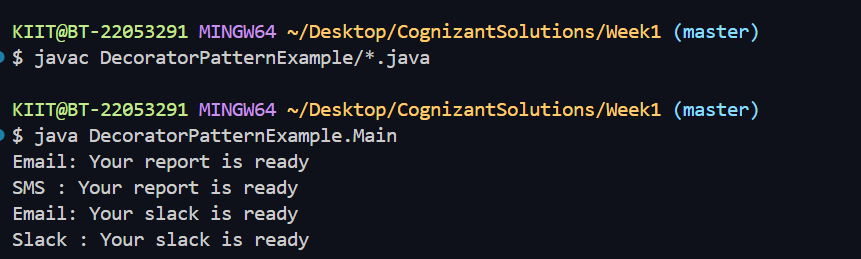 KIIT@BT-22053291 MINGW64 ~/Desktop/CognizantSolutions/Week1 (master)
$ javac DecoratorPatternExample/*.java
KIIT@BT-22053291 MINGW64 ~/Desktop/CognizantSolutions/Week1 (master)
$ java DecoratorPatternExample.Main
Email: Your report is ready
SMS : Your report is ready
Email: Your slack is ready
Slack : Your slack is ready